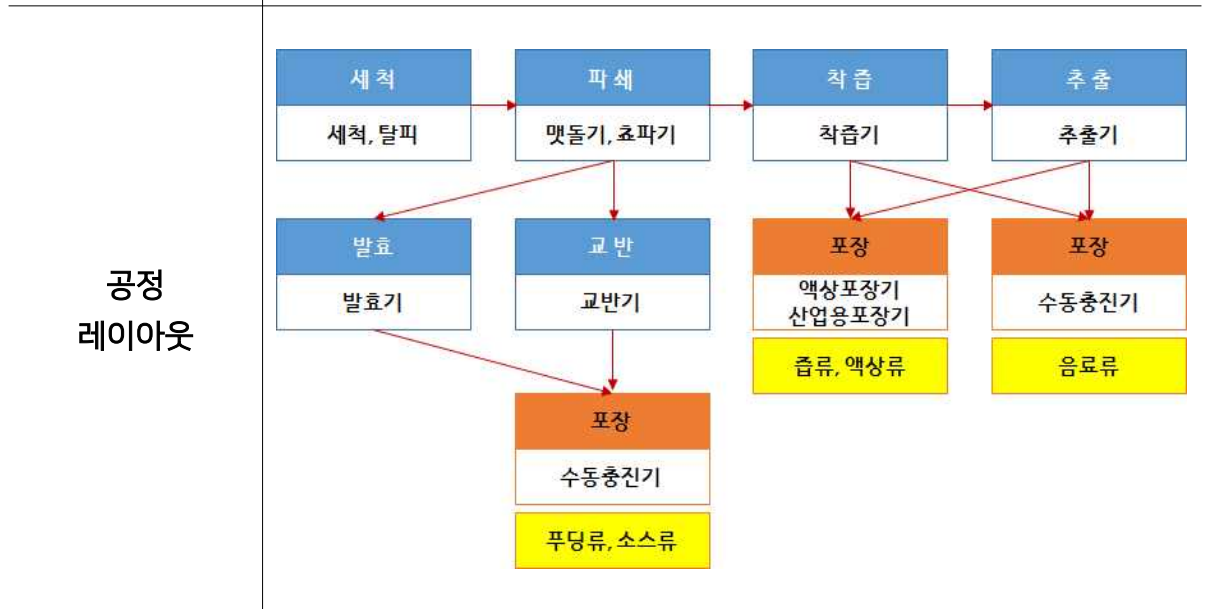 공정
레이아웃
세 척
세척, 탈피
파 쇄
맷돌기, 쵸파기
착 즙
착즙기
추 출
추출기
발효
발효기
교 반
교반기
포장
액상포장기
산업용포장기
즙류, 액상류
포장
수동충진기
음료류
포장
수동충진기
푸딩류, 소스류